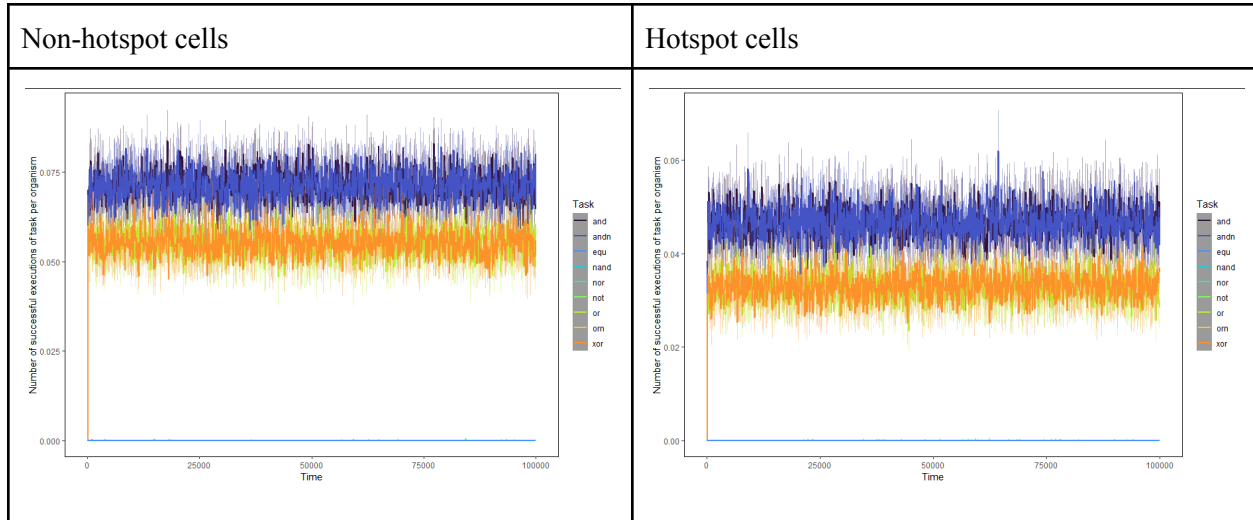 Non-hotspot cells
Hotspot cells
Number of successful executions of task per organism
0.075
0.050
0.025
0.000
0
25000
50000
75000
100000
Time
Task
and
andn
equ
nand
nor
not
or
orn
xor
Number of successful executions of task per organism
0.06
0.04
0.02
0.00
0
25000
50000
75000
100000
Time
Task
and
andn
equ
nand
nor
not
or
orn
xor